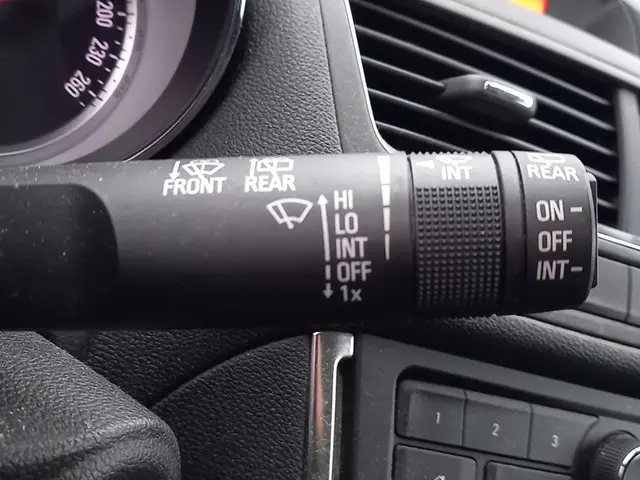 200
230
260
FRONT
REAR
INT
REAR
HI
LO
INT
OFF
1x
ON
OFF
INT
1
2
3